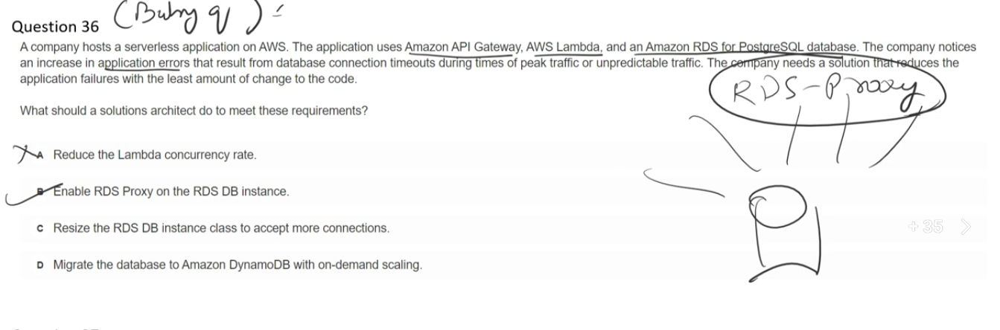 (Baby q) :-
Question 36
A company hosts a serverless application on AWS. The application uses Amazon API Gateway, AWS Lambda, and an Amazon RDS for PostgreSQL database. The company notices
an increase in application errors that result from database connection timeouts during times of peak traffic or unpredictable traffic. The company needs a solution that reduces the
application failures with the least amount of change to the code.
RDS-Proxy
What should a solutions architect do to meet these requirements?
A Reduce the Lambda concurrency rate.
B Enable RDS Proxy on the RDS DB instance.
C Resize the RDS DB instance class to accept more connections.
+35
D Migrate the database to Amazon DynamoDB with on-demand scaling.